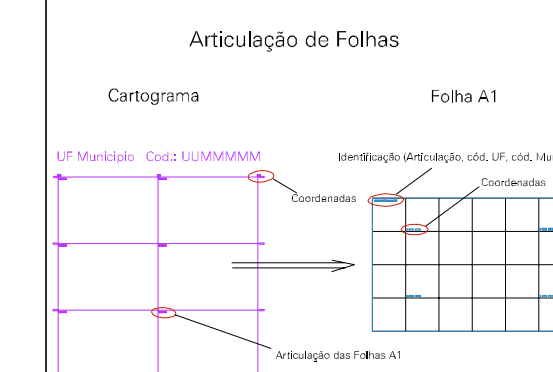 Articulação de Folhas
Cartograma
Folha A1
UF Municipio Cod.: UUMMMMM
Identificação (Articulação, cód. UF, cód. Mu
Coordenadas
Coordenadas
Articulação das Folhas A1